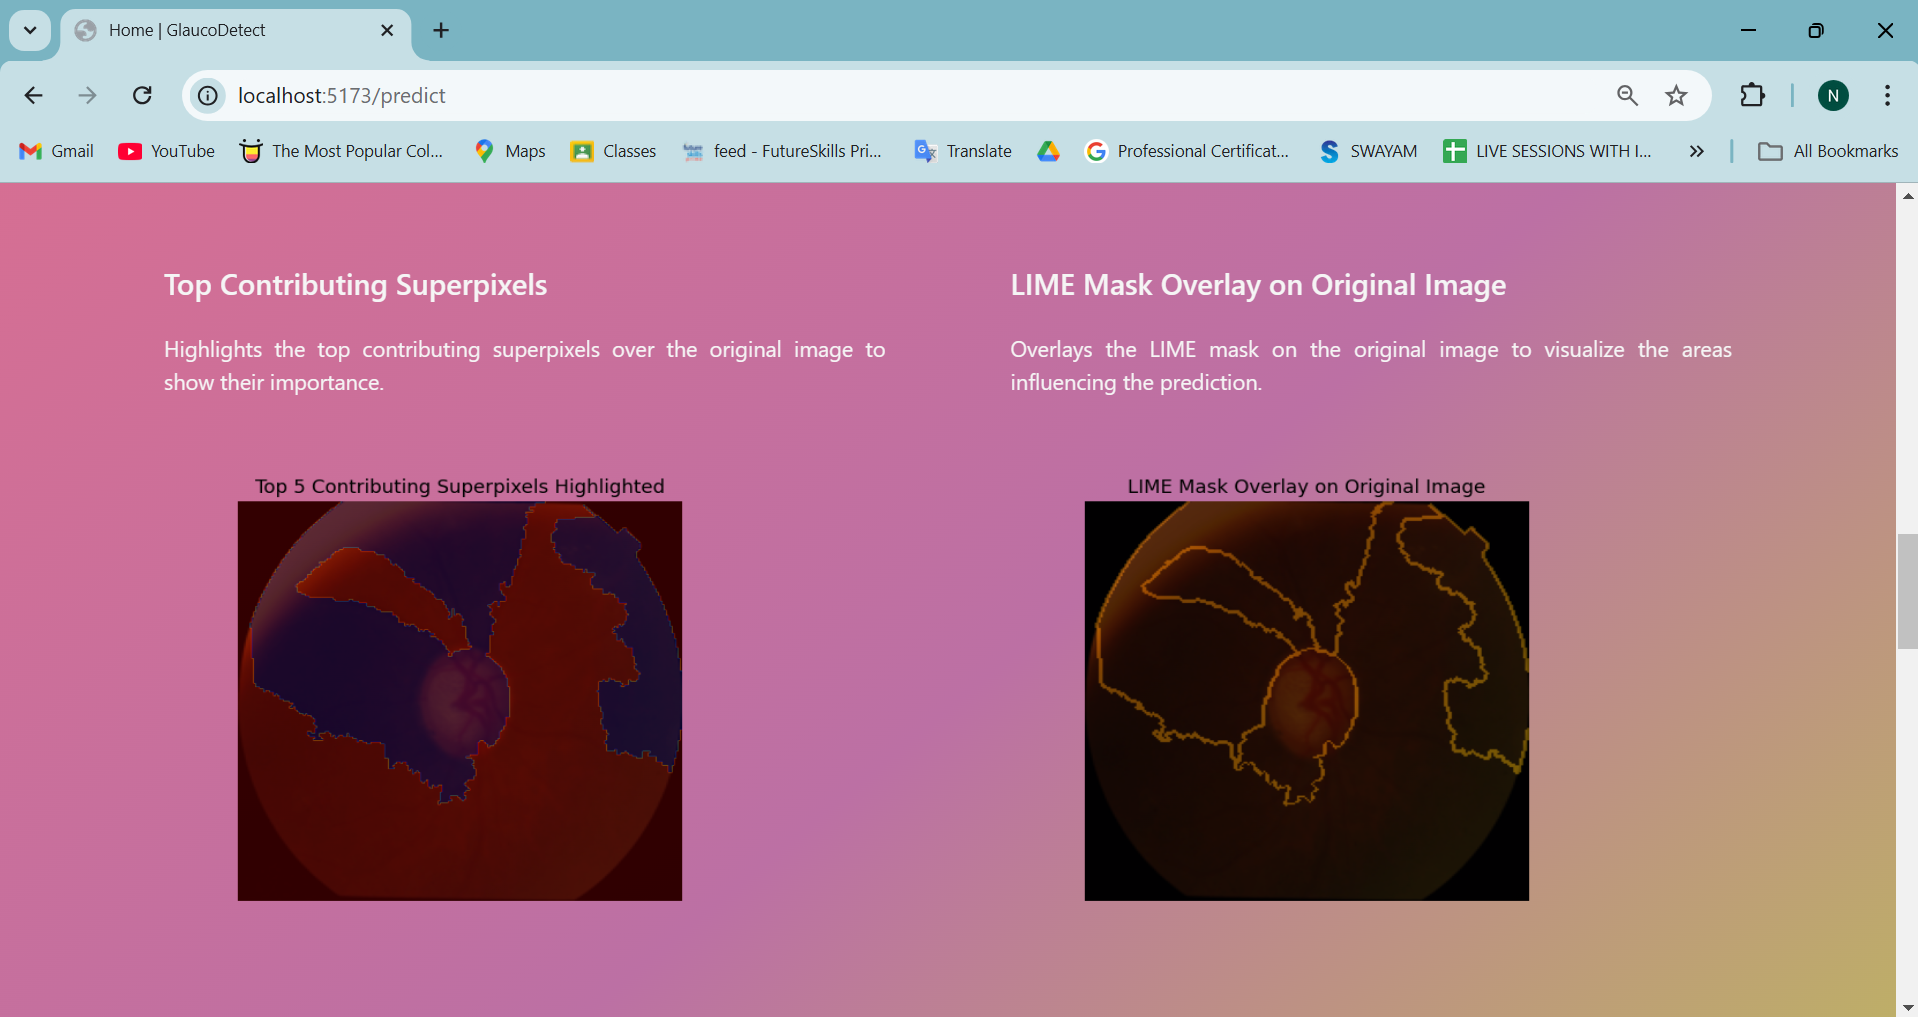 Home | GlaucoDetect
localhost:5173/predict
N
Gmail
YouTube
The Most Popular Col...
Maps
Classes
feed - FutureSkills Pri...
Translate
Professional Certificat...
SWAYAM
LIVE SESSIONS WITH I...
All Bookmarks
Top Contributing Superpixels
Highlights the top contributing superpixels over the original image to
show their importance.
Top 5 Contributing Superpixels Highlighted
LIME Mask Overlay on Original Image
Overlays the LIME mask on the original image to visualize the areas
influencing the prediction.
LIME Mask Overlay on Original Image